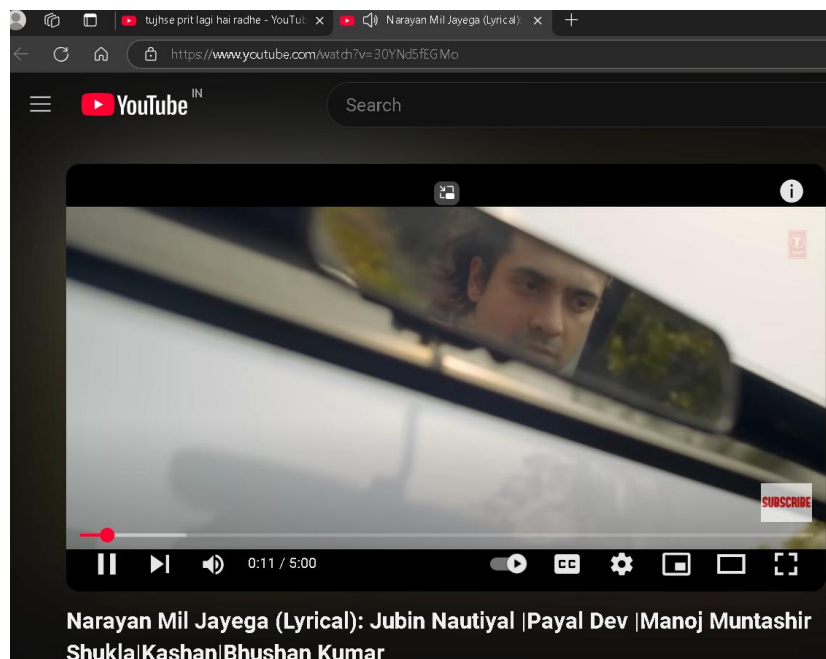 tujhse prit lagi hai radhe - YouTub
Narayan Mil Jayega (Lyrical):
https://www.youtube.com/watch?v=30YNd5fEGMo
YouTube IN
Search
i
T
SUBSCRIBE
0:11 / 5:00
CC
Narayan Mil Jayega (Lyrical): Jubin Nautiyal |Payal Dev |Manoj Muntashir
Shukla|Kashan|Bhushan Kumar